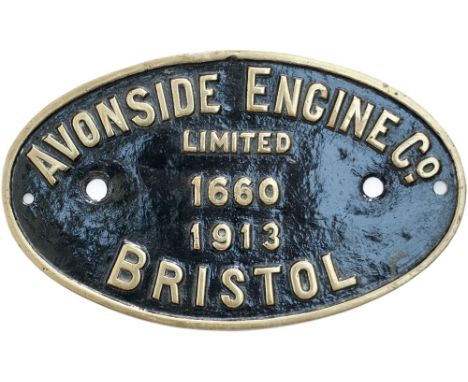 AVONSIDE ENGINE Co.
LIMITED
1660
1913
BRISTOL